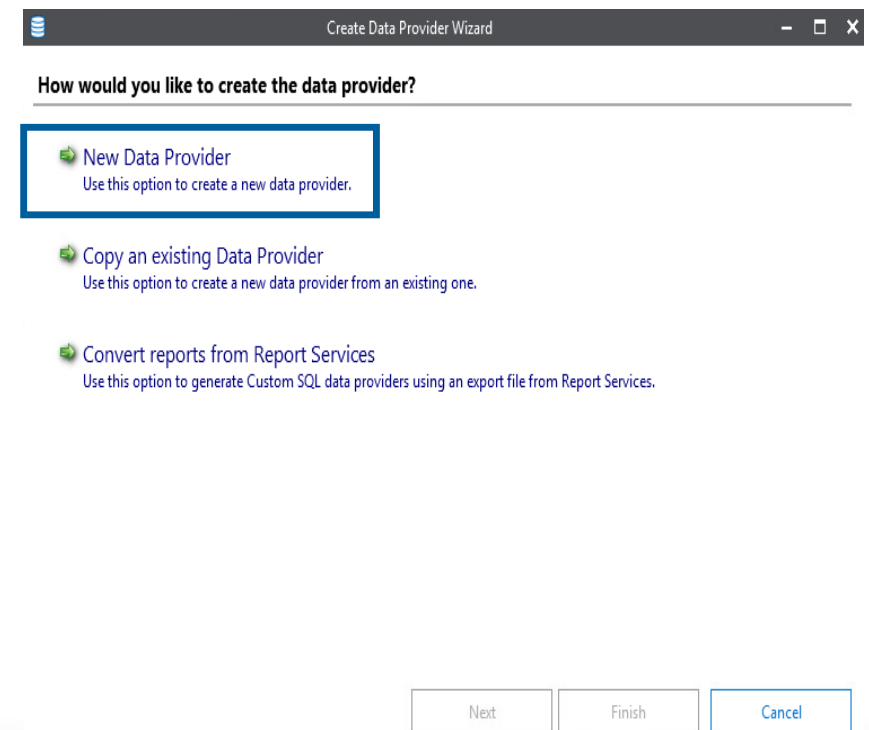 Create Data Provider Wizard
How would you like to create the data provider?
New Data Provider
Use this option to create a new data provider.
Copy an existing Data Provider
Use this option to create a new data provider from an existing one.
Convert reports from Report Services
Use this option to generate Custom SQL data providers using an export file from Report Services.
Next Finish Cancel